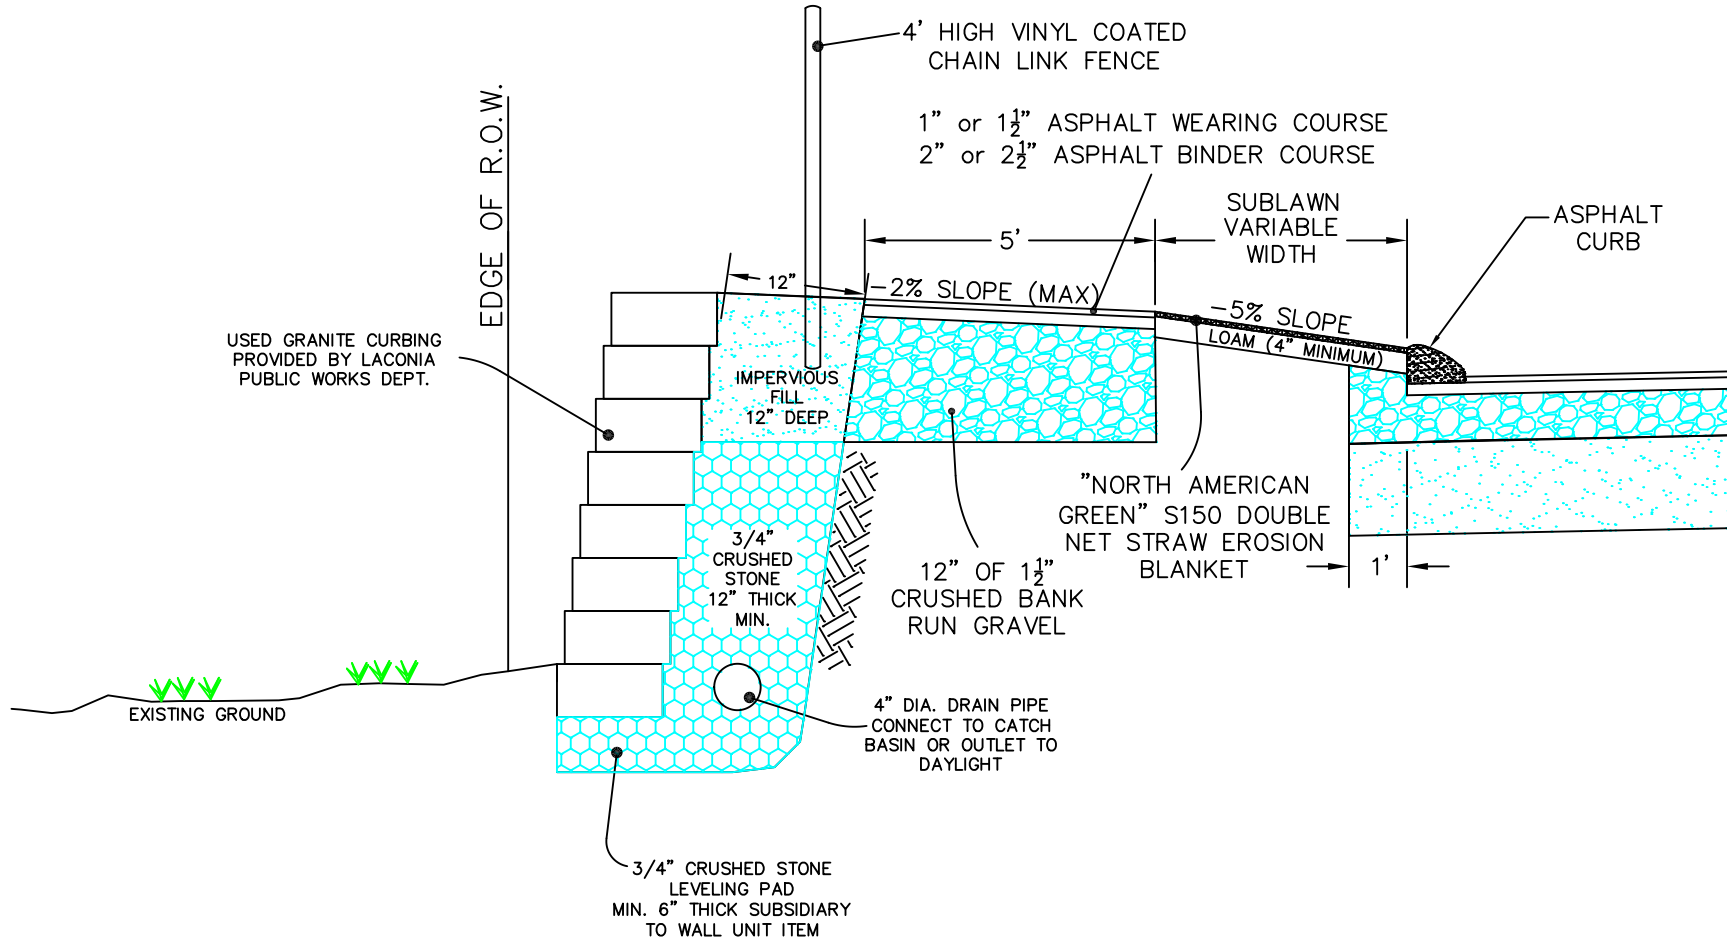 4' HIGH VINYL COATED
CHAIN LINK FENCE
1" or 1½" ASPHALT WEARING COURSE
2" or 2½" ASPHALT BINDER COURSE
EDGE OF R.O.W.
SUBLAWN
VARIABLE
WIDTH
5'
ASPHALT
CURB
12"
-2% SLOPE (MAX)
-5% SLOPE
LOAM (4" MINIMUM)
USED GRANITE CURBING
PROVIDED BY LACONIA
PUBLIC WORKS DEPT.
IMPERVIOUS
FILL
12" DEEP
3/4"
CRUSHED
STONE
12" THICK
MIN.
12" OF 1½"
CRUSHED BANK
RUN GRAVEL
"NORTH AMERICAN
GREEN" S150 DOUBLE
NET STRAW EROSION
BLANKET
1'
EXISTING GROUND
4" DIA. DRAIN PIPE
CONNECT TO CATCH
BASIN OR OUTLET TO
DAYLIGHT
3/4" CRUSHED STONE
LEVELING PAD
MIN. 6" THICK SUBSIDIARY
TO WALL UNIT ITEM